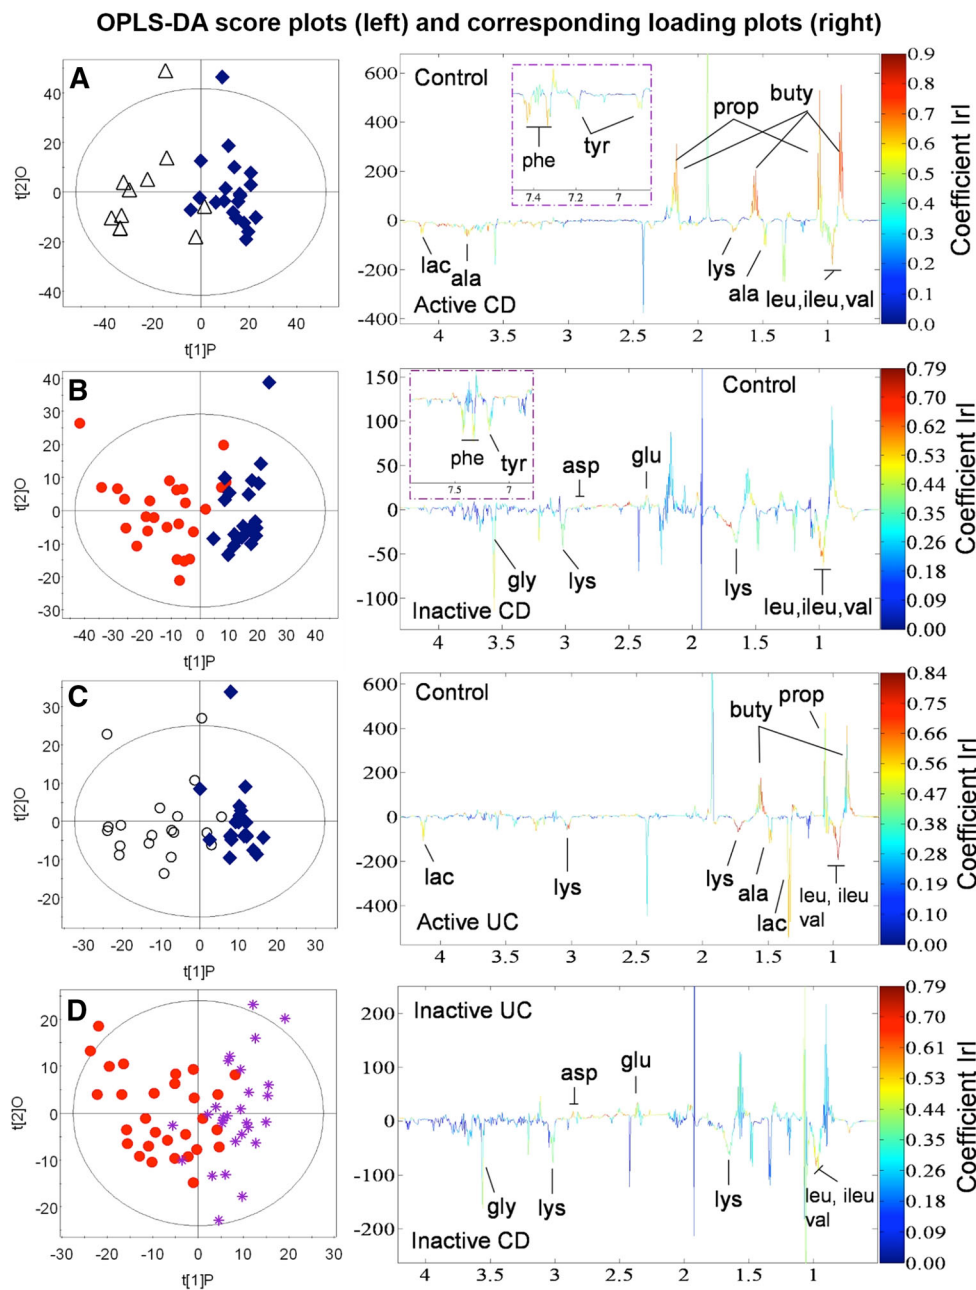 OPLS-DA score plots (left) and corresponding loading plots (right)
A
t[2]O
40
20
0
-20
-40
-40 -20 0 20 40
t[1]P
Control
600
400
200
0
-200
-400
phe
tyr
7.4 7.2 7
prop
buty
lac
ala
lys
ala
leu,ileu,val
Active CD
4 3.5 3 2.5 2 1.5 1
0.9
0.8
0.7
0.6
0.5
0.4
0.3
0.2
0.1
0.0
Coefficient IrI
B
t[2]O
40
30
20
10
0
-10
-20
-30
-40 -30 -20 -10 0 10 20 30 40
t[1]P
Control
150
100
50
0
-50
-100
phe
tyr
7.5 7
asp
glu
gly
lys
lys
leu,ileu,val
Inactive CD
4 3.5 3 2.5 2 1.5 1
0.79
0.70
0.61
0.52
0.44
0.35
0.26
0.18
0.09
0.00
Coefficient IrI
C
t[2]O
30
20
10
0
-10
-20
-30 -20 -10 0 10 20 30
t[1]P
Control
600
400
200
0
-200
-400
prop
buty
lac
lys
lys
ala
lac
leu, ileu
val
Active UC
4 3.5 3 2.5 2 1.5 1
0.84
0.76
0.66
0.57
0.48
0.38
0.29
0.19
0.10
0.00
Coefficient IrI
D
t[2]O
20
10
0
-10
-20
-30 -20 -10 0 10 20 30
t[1]P
Inactive UC
200
100
0
-100
-200
asp
glu
gly
lys
lys
leu, ileu
val
Inactive CD
4 3.5 3 2.5 2 1.5 1
0.79
0.70
0.61
0.53
0.44
0.35
0.26
0.18
0.09
0.00
Coefficient IrI